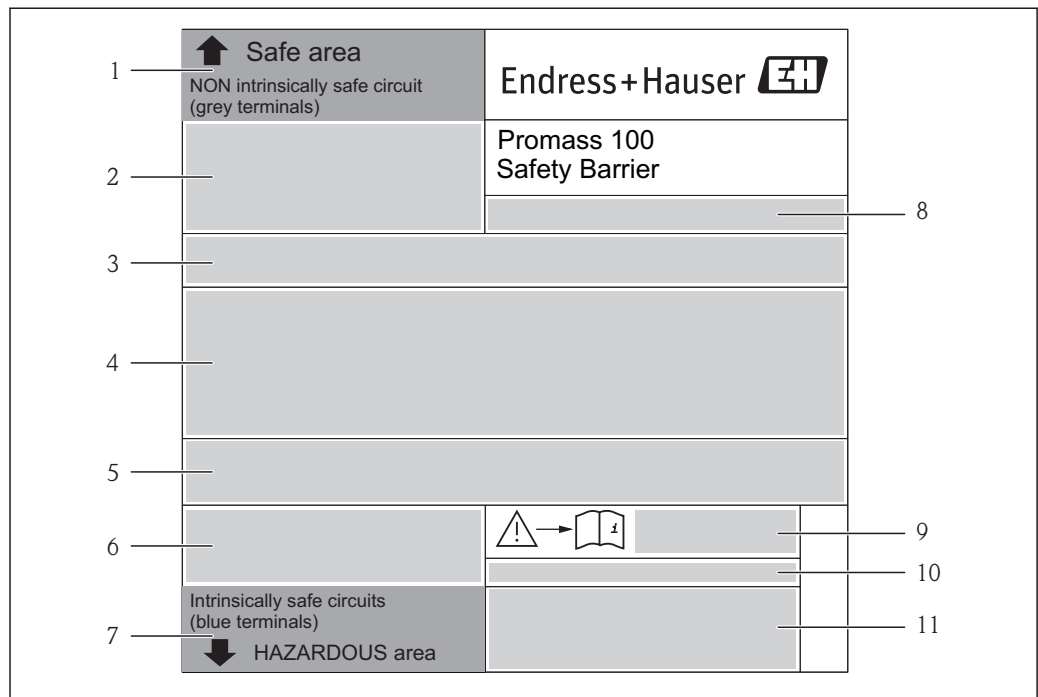 Safe area
NON intrinsically safe circuit
(grey terminals)
Endress+Hauser EH
Promass 100
Safety Barrier
1
2
3
4
5
6
7
8
9
10
11
i
Intrinsically safe circuits
(blue terminals)
HAZARDOUS area